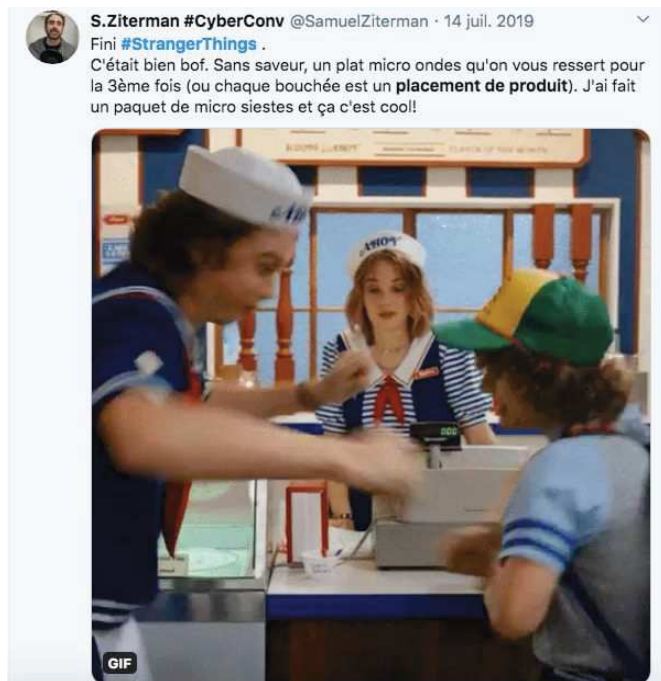 S.Ziterman #CyberConv @SamuelZiterman · 14 juil. 2019
Fini #StrangerThings .
C'était bien bof. Sans saveur, un plat micro ondes qu'on vous ressert pour
la 3ème fois (ou chaque bouchée est un placement de produit). J'ai fait
un paquet de micro siestes et ça c'est cool!
AHOY
000
GIF